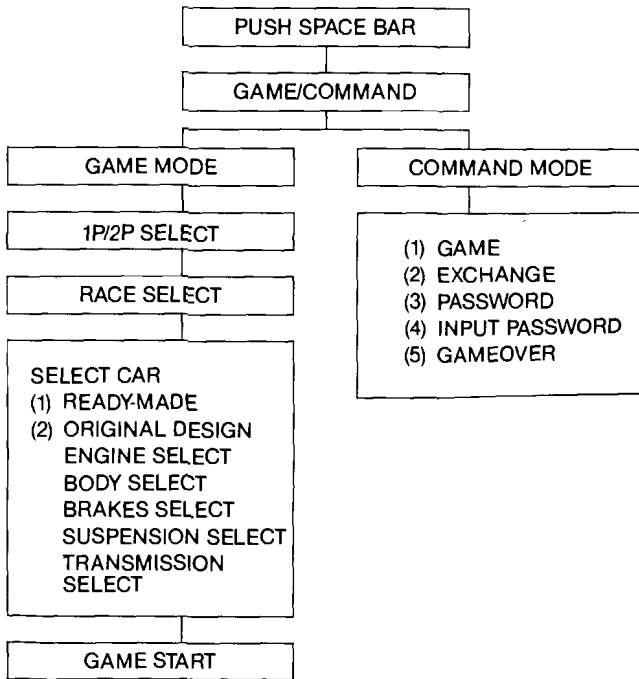 PUSH SPACE BAR
GAME/COMMAND
GAME MODE
1P/2P SELECT
RACE SELECT
SELECT CAR
(1) READY-MADE
(2) ORIGINAL DESIGN
ENGINE SELECT
BODY SELECT
BRAKES SELECT
SUSPENSION SELECT
TRANSMISSION
SELECT
GAME START
COMMAND MODE
(1) GAME
(2) EXCHANGE
(3) PASSWORD
(4) INPUT PASSWORD
(5) GAMEOVER